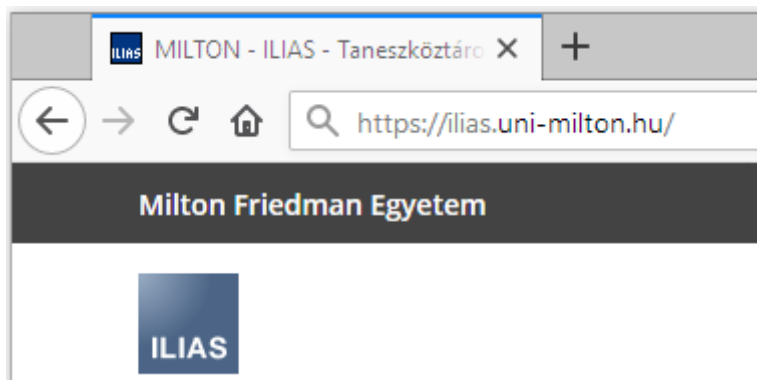 ILIAS MILTON - ILIAS - Taneszköztáro
https://ilias.uni-milton.hu/
Milton Friedman Egyetem
ILIAS